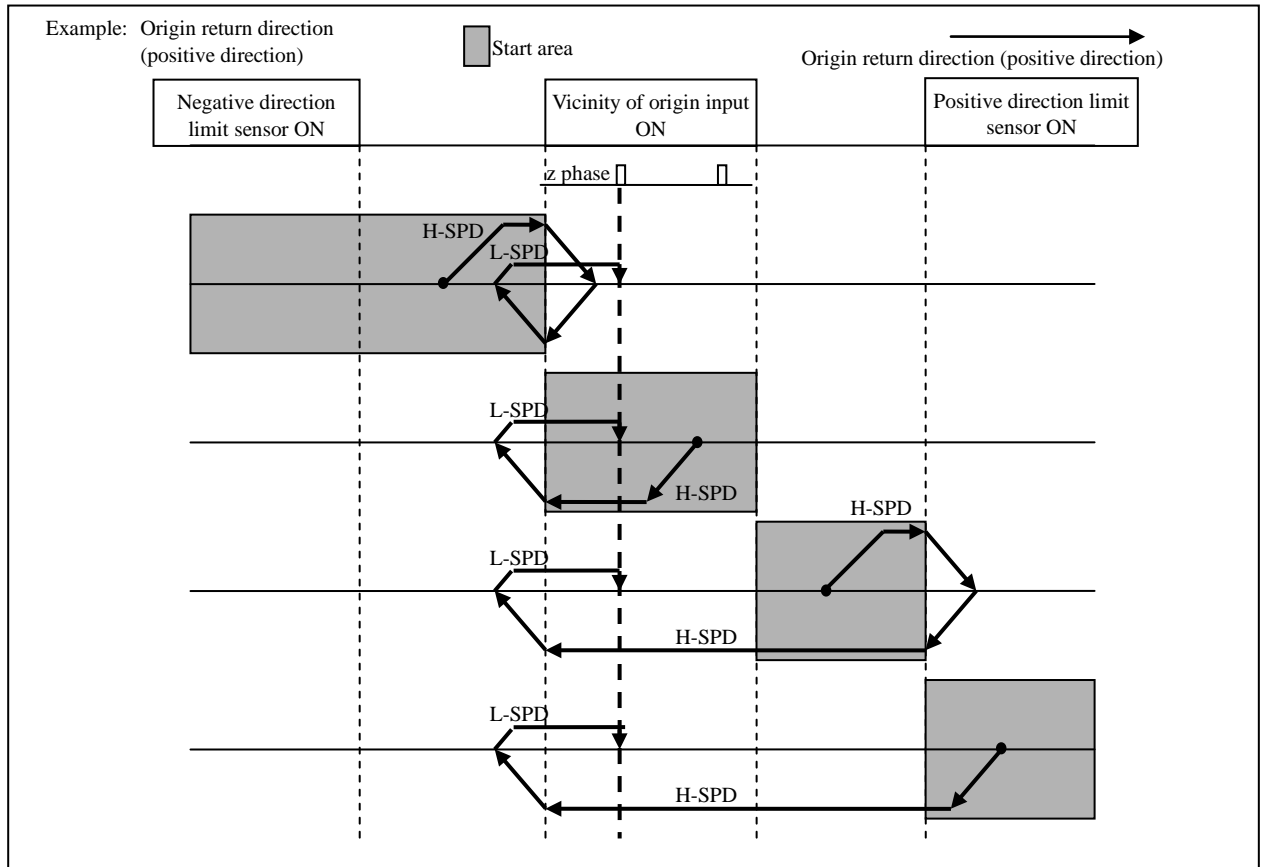 Example: Origin return direction
(positive direction)
Start area
Origin return direction (positive direction)
Negative direction
limit sensor ON
Vicinity of origin input
ON
Positive direction limit
sensor ON
z phase
H-SPD
L-SPD
L-SPD
H-SPD
H-SPD
L-SPD
H-SPD
L-SPD
H-SPD